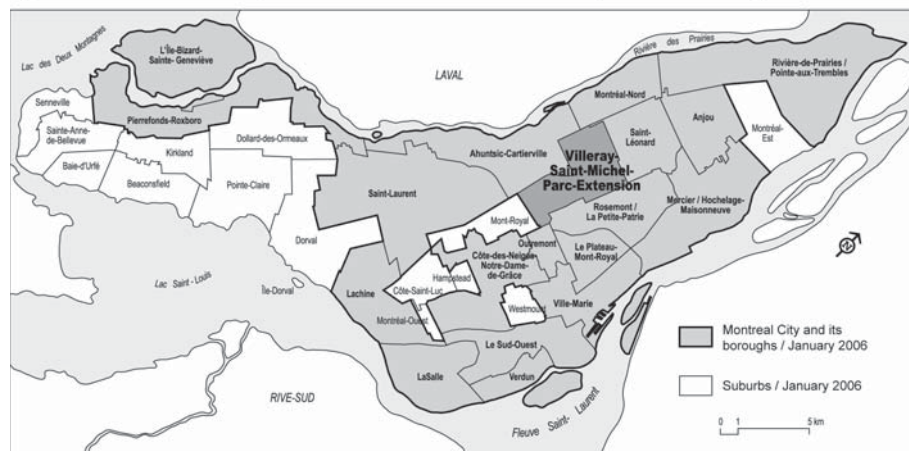 Lac des Deux Montagnes
L'Île-Bizard-
Sainte- Geneviève
Rivière des Prairies
LAVAL
Rivière-de-Prairies /
Pointe-aux-Trembles
Senneville
Montréal-Nord
Pierrefonds-Roxboro
Anjou
Sainte-Anne-
de-Bellevue
Dollard-des-Ormeaux
Saint-
Léonard
Montréal-
Est
Kirkland
Ahuntsic-Cartierville
Villeray-
Saint-Michel-
Parc-Extension
Baie-d'Urfé
Beaconsfield
Pointe-Claire
Saint-Laurent
Mercier / Hochelage-
Maisonneuve
Rosemont /
La Petite-Patrie
Mont-Royal
Dorval
Outremont
Le Plateau-
Mont-Royal
Côte-des-Neiges-
Notre-Dame-
de-Grâce
N
Lac Saint-Louis
Île-Dorval
Lachine
Hampstead
Côte-Saint-Luc
Ville-Marie
Westmount
Montréal-Ouest
Le Sud-Ouest
LaSalle
Verdun
RIVE-SUD
Fleuve Saint- Laurent
Montreal City and its
boroughs / January 2006
Suburbs / January 2006
0 1 5 km